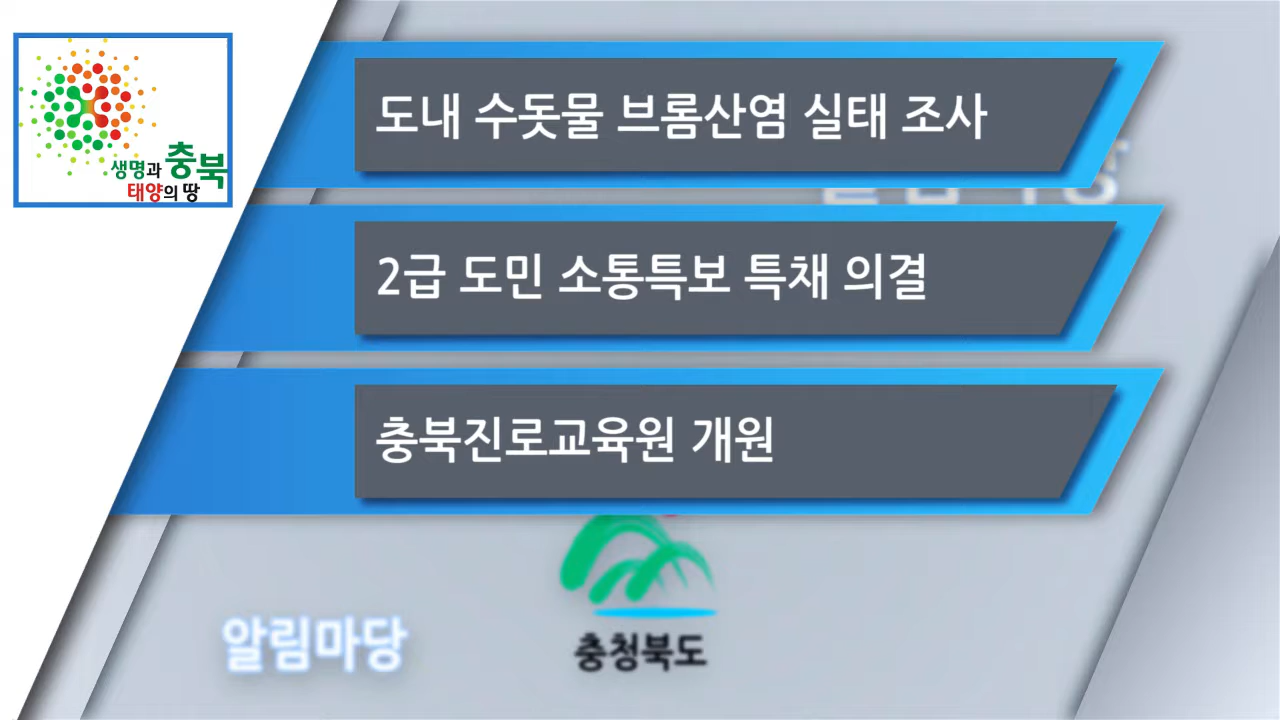 생명과 충북
태양의 땅
도내 수돗물 브롬산염 실태 조사
2급 도민 소통특보 특채 의결
충북진로교육원 개원
알림마당
충청북도